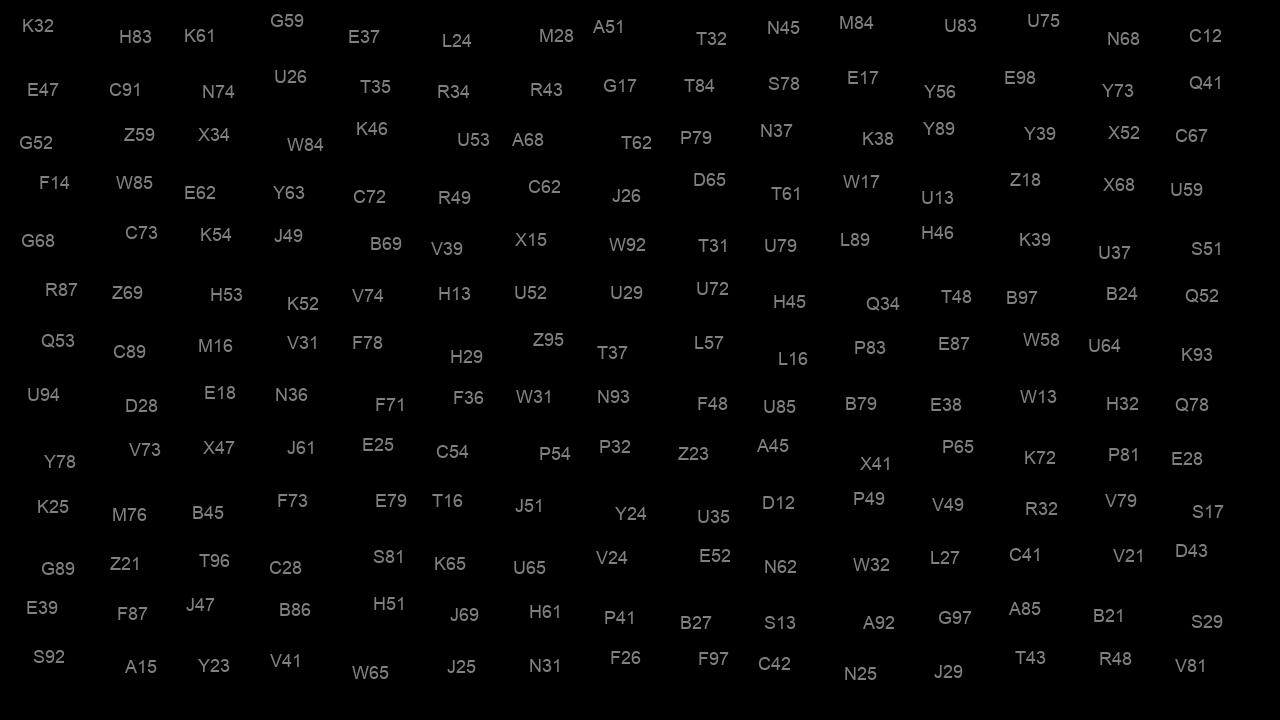 K32 H83 K61 G59 E37 L24 M28 A51 T32 N45 M84 U83 U75 N68 C12
E47 C91 N74 U26 T35 R34 R43 G17 T84 S78 E17 Y56 E98 Y73 Q41
G52 Z59 X34 W84 K46 U53 A68 T62 P79 N37 K38 Y89 Y39 X52 C67
F14 W85 E62 Y63 C72 R49 C62 J26 D65 T61 W17 U13 Z18 X68 U59
G68 C73 K54 J49 B69 V39 X15 W92 T31 U79 L89 H46 K39 U37 S51
R87 Z69 H53 K52 V74 H13 U52 U29 U72 H45 Q34 T48 B97 B24 Q52
Q53 C89 M16 V31 F78 H29 Z95 T37 L57 L16 P83 E87 W58 U64 K93
U94 D28 E18 N36 F71 F36 W31 N93 F48 U85 B79 E38 W13 H32 Q78
Y78 V73 X47 J61 E25 C54 P54 P32 Z23 A45 X41 P65 K72 P81 E28
K25 M76 B45 F73 E79 T16 J51 Y24 U35 D12 P49 V49 R32 V79 S17
G89 Z21 T96 C28 S81 K65 U65 V24 E52 N62 W32 L27 C41 V21 D43
E39 F87 J47 B86 H51 J69 H61 P41 B27 S13 A92 G97 A85 B21 S29
S92 A15 Y23 V41 W65 J25 N31 F26 F97 C42 N25 J29 T43 R48 V81